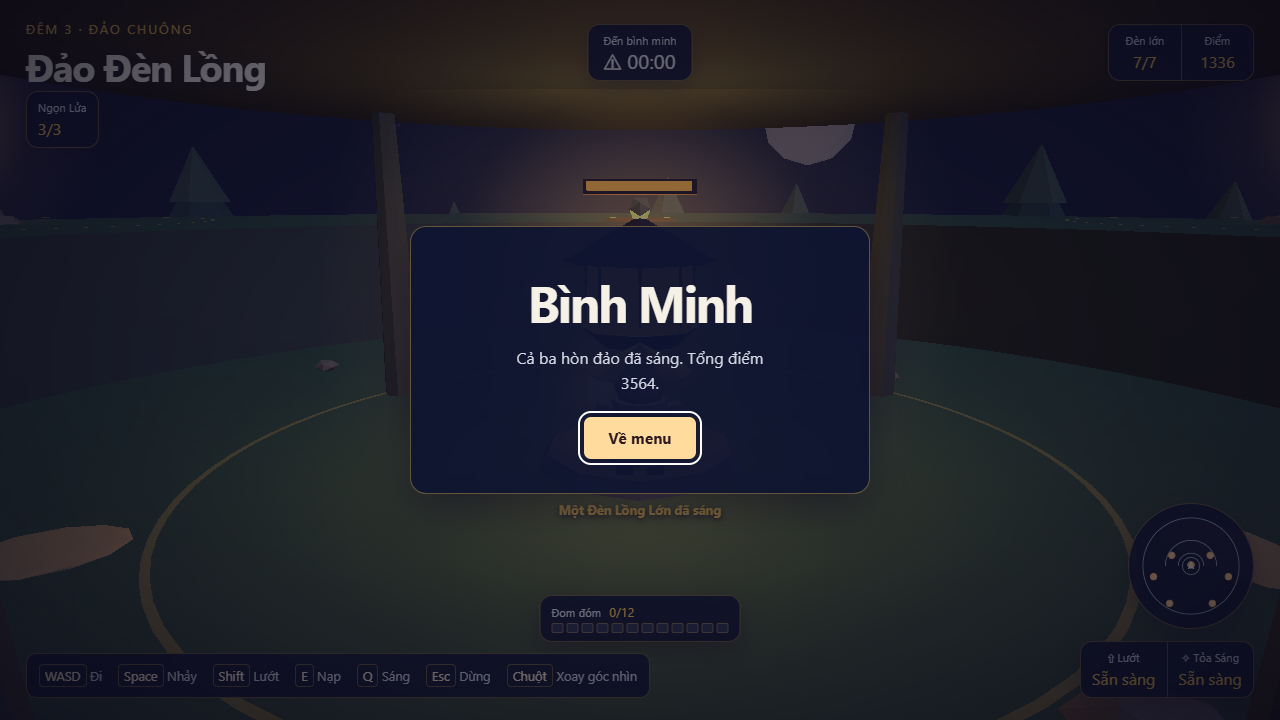 ĐÊM 3 · ĐẢO CHUÔNG
Đảo Đèn Lồng
Ngọn Lửa
3/3
Đến bình minh
⚠ 00:00
Đèn lớn
7/7
Điểm
1336
Bình Minh
Cả ba hòn đảo đã sáng. Tổng điểm
3564.
Về menu
Một Đèn Lồng Lớn đã sáng
Đom đóm 0/12
WASD Đi Space Nhảy Shift Lướt E Nạp Q Sáng Esc Dừng Chuột Xoay góc nhìn
⇧ Lướt
Sẵn sàng
✧ Tỏa Sáng
Sẵn sàng